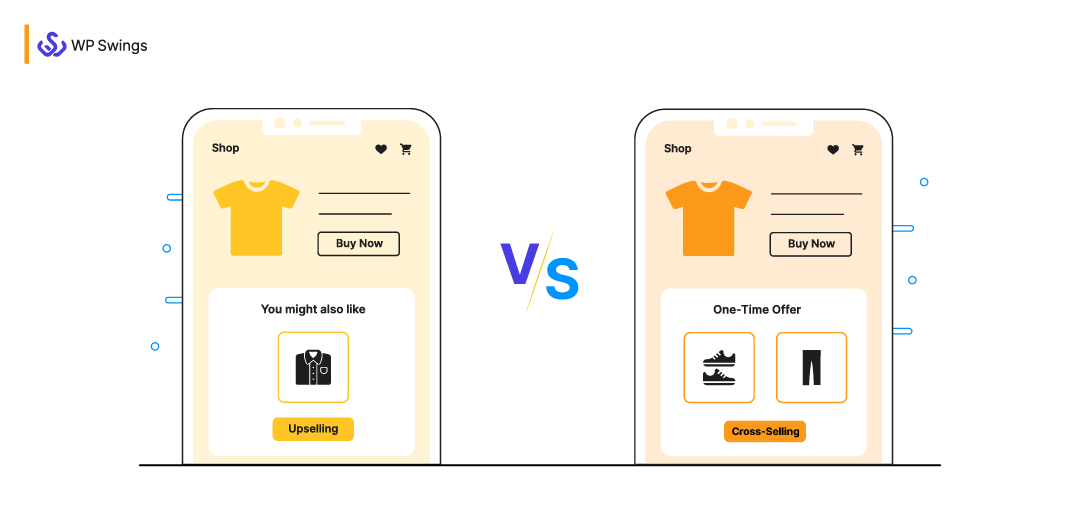 WP Swings
Shop
Buy Now
You might also like
Upselling
VS
Shop
Buy Now
One-Time Offer
Cross-Selling